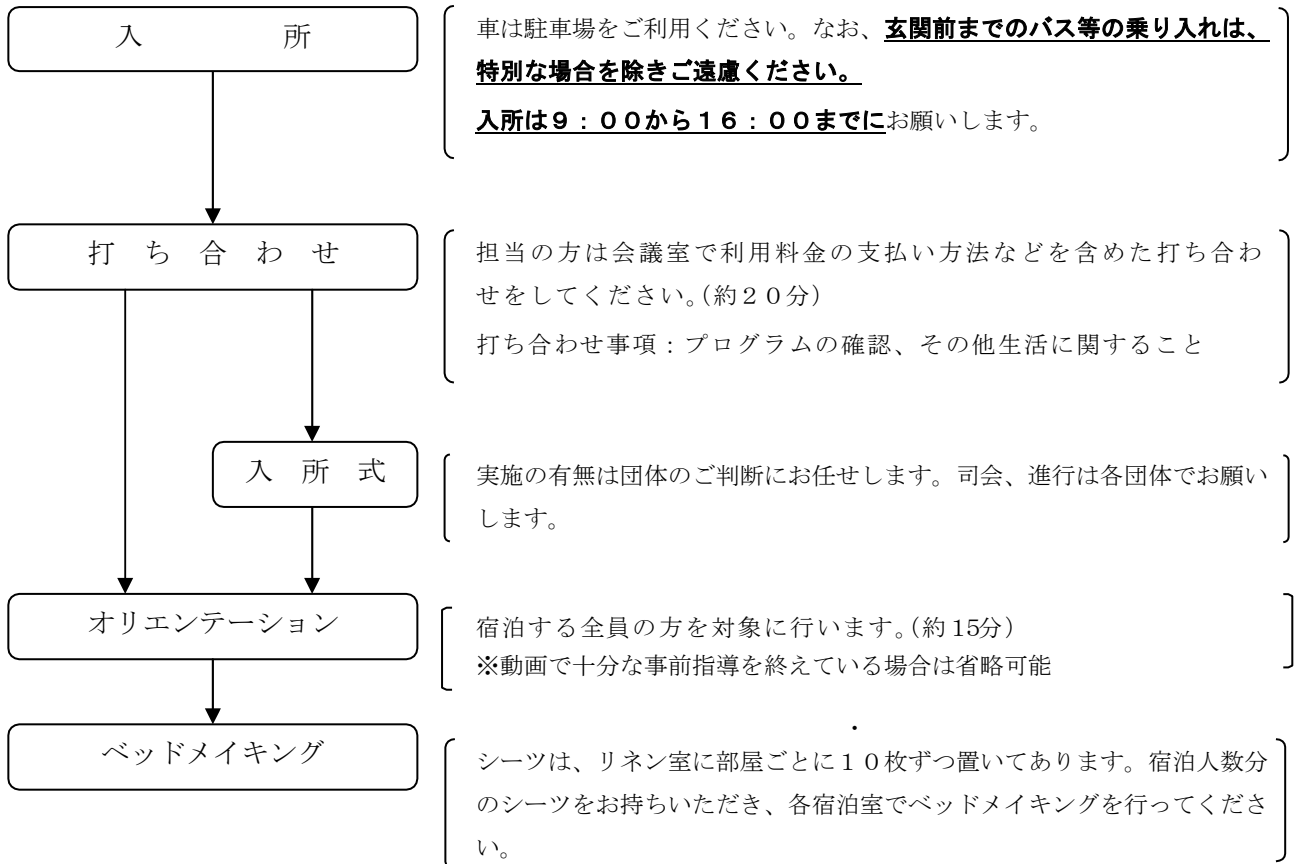 入　　　　所
車は駐車場をご利用ください。なお、玄関前までのバス等の乗り入れは、
特別な場合を除きご遠慮ください。
入所は９：００から１６：００までにお願いします。
打　ち　合　わ　せ
担当の方は会議室で利用料金の支払い方法などを含めた打ち合わ
せをしてください。（約２０分）
打ち合わせ事項：プログラムの確認、その他生活に関すること
入　所　式
実施の有無は団体のご判断にお任せします。司会、進行は各団体でお願い
します。
オリエンテーション
宿泊する全員の方を対象に行います。（約 15分）
※動画で十分な事前指導を終えている場合は省略可能
ベッドメイキング
シーツは、リネン室に部屋ごとに１０枚ずつ置いてあります。宿泊人数分
のシーツをお持ちいただき、各宿泊室でベッドメイキングを行ってくださ
い。